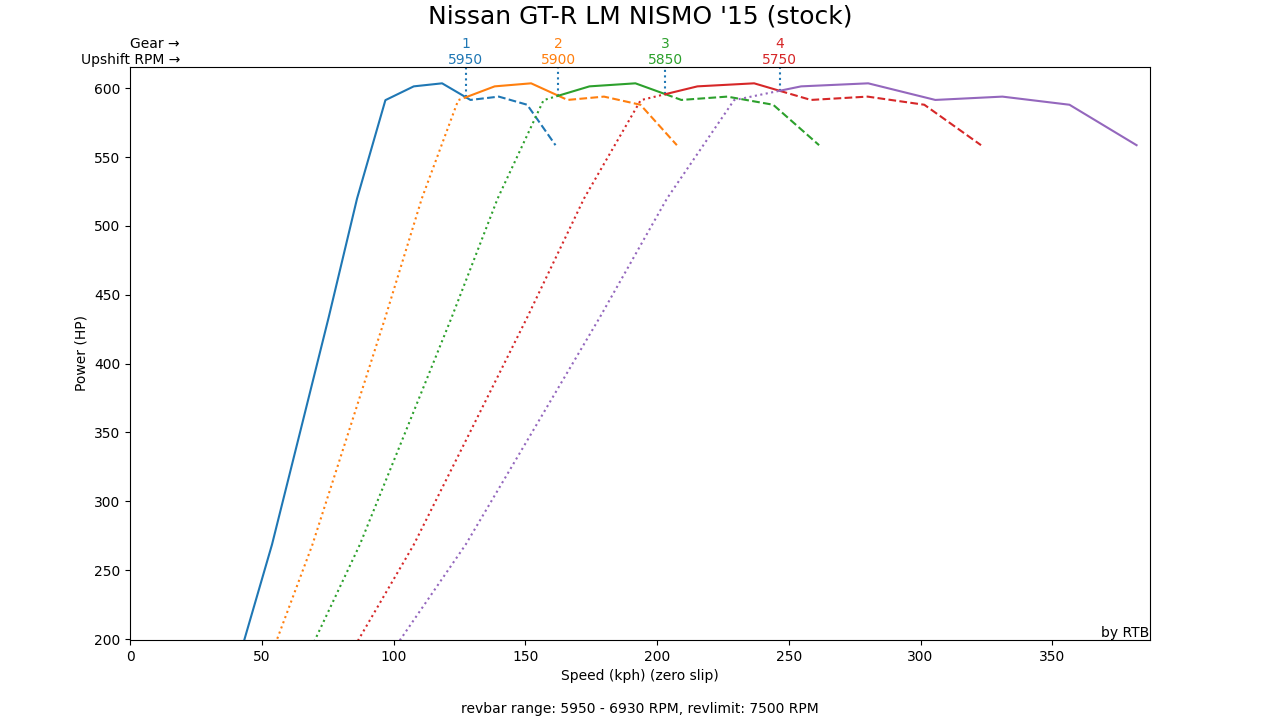 Nissan GT-R LM NISMO '15 (stock)
Gear → 1 2 3 4
Upshift RPM → 5950 5900 5850 5750
600
550
500
450
400
350
300
250
200
Power (HP)
by RTB
0 50 100 150 200 250 300 350
Speed (kph) (zero slip)
revbar range: 5950 - 6930 RPM, revlimit: 7500 RPM